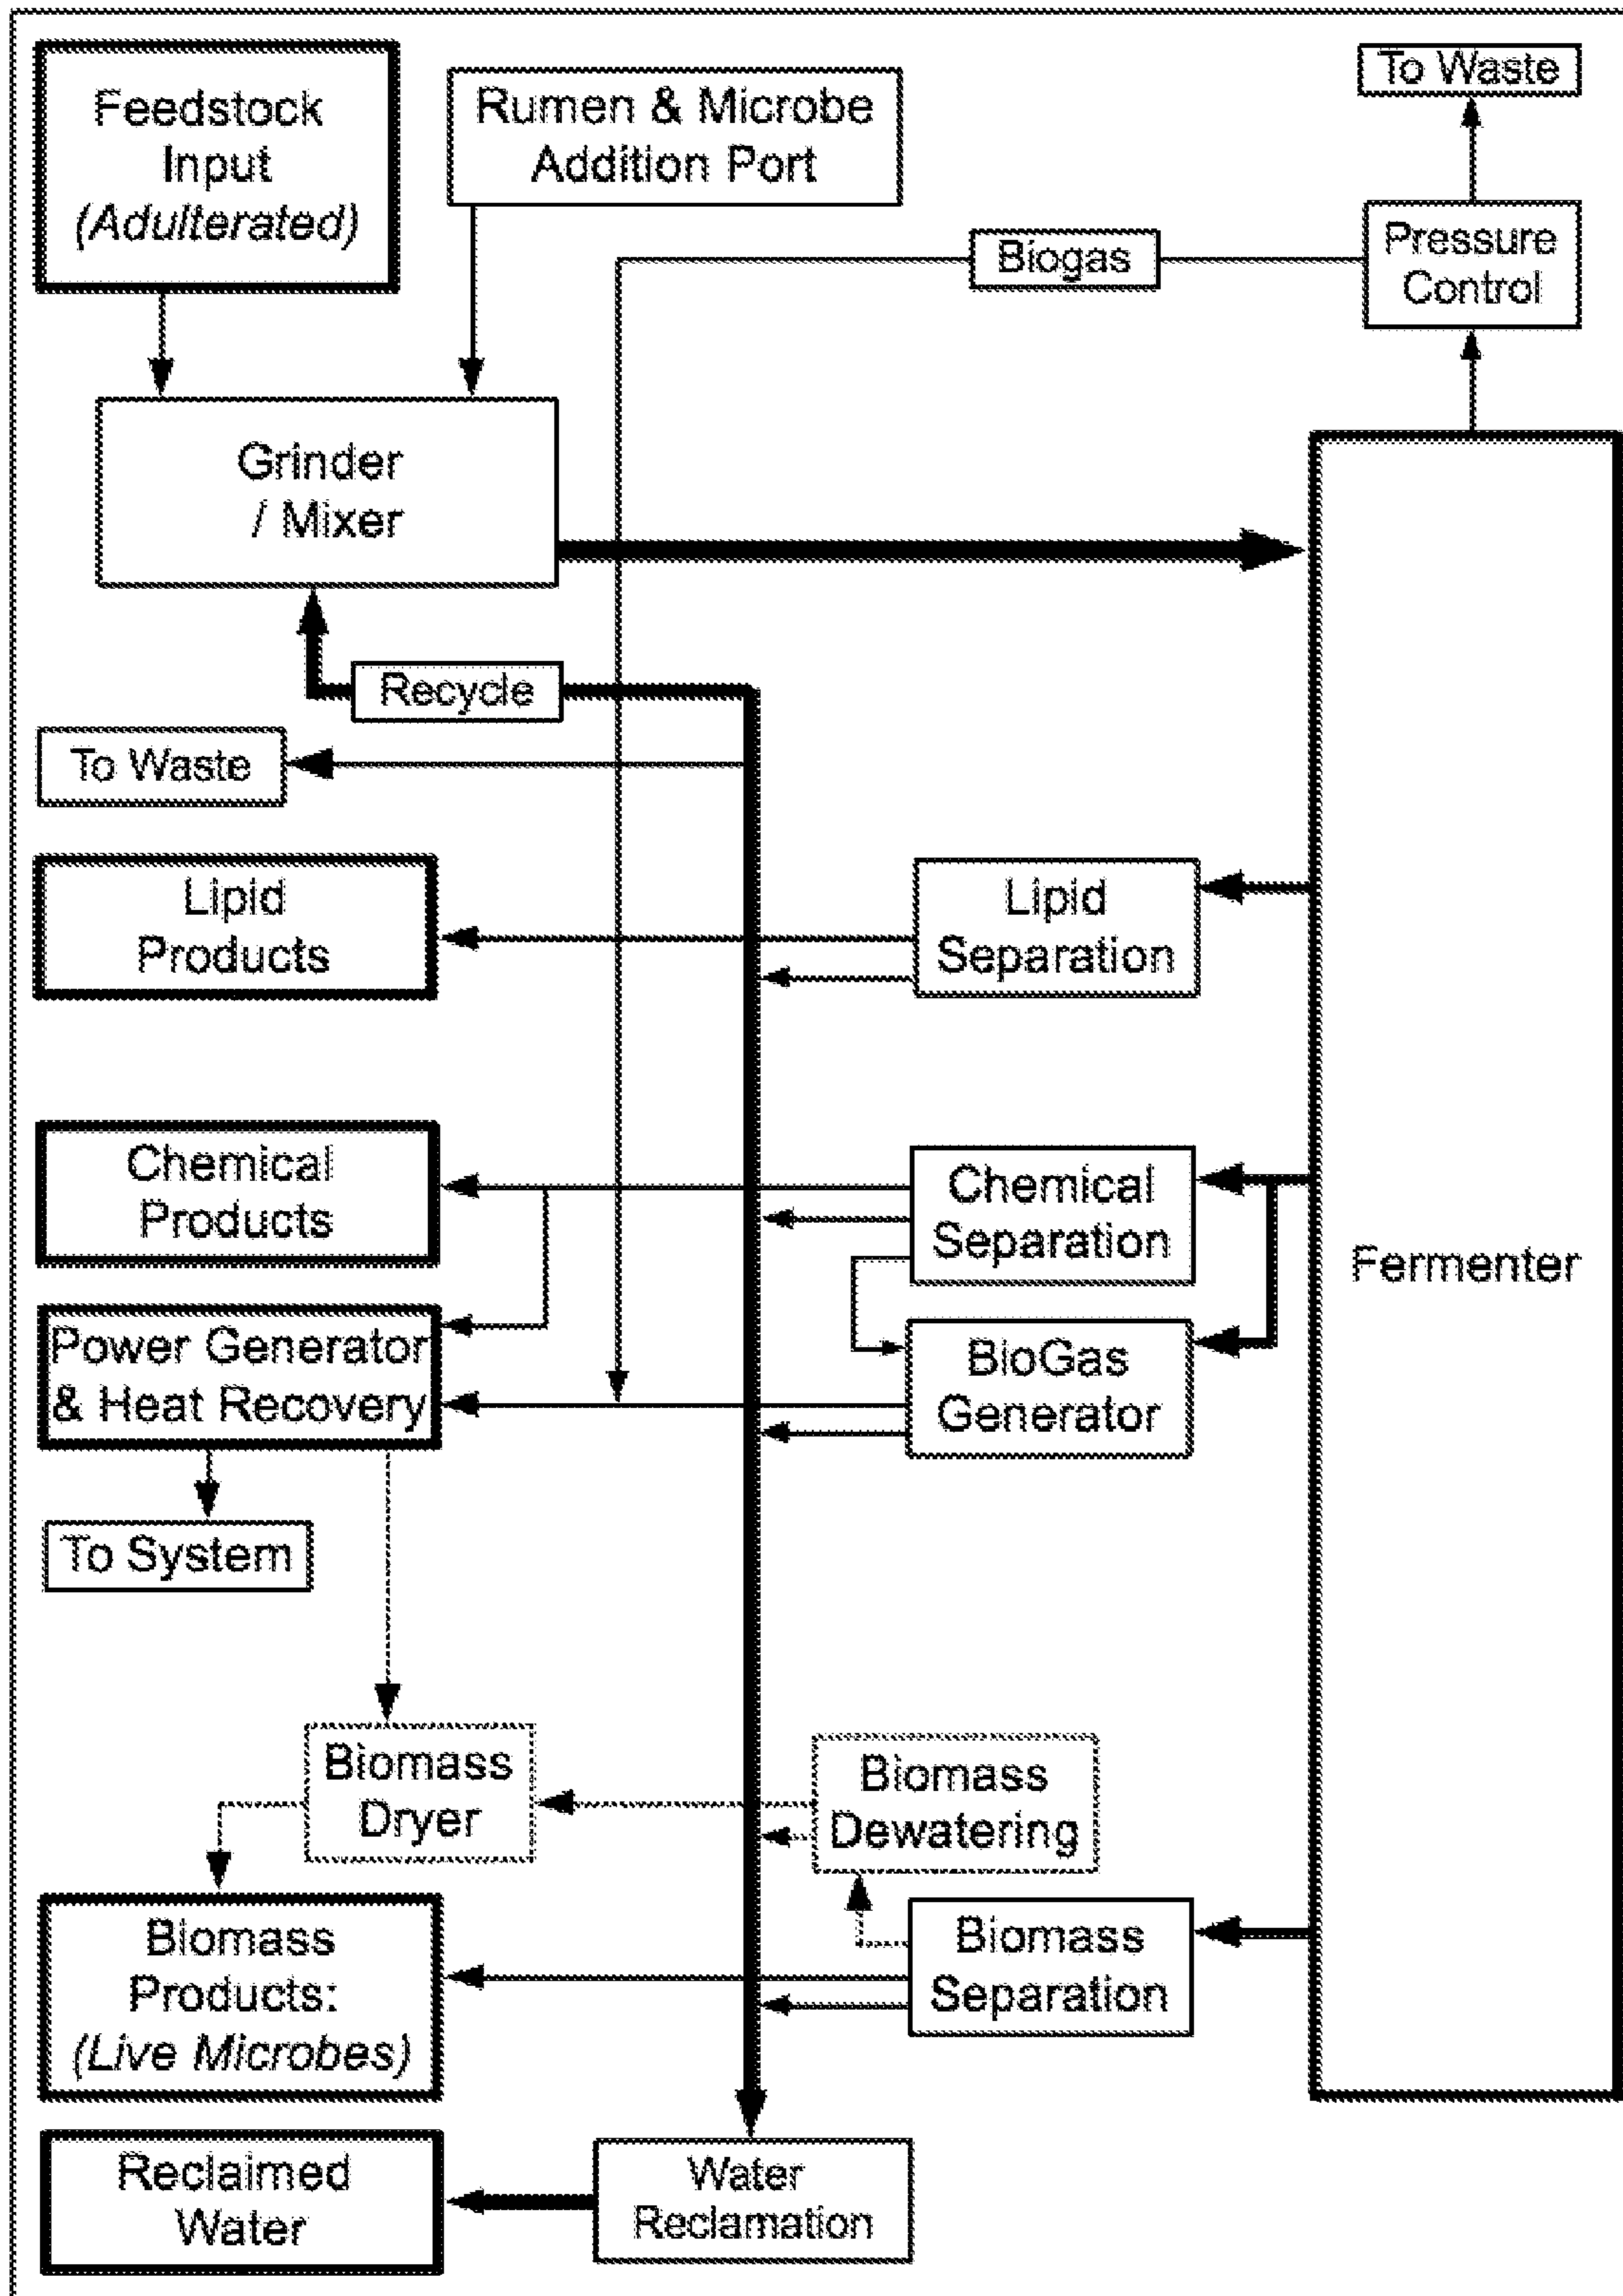 Feedstock
Input
(Adulterated)
Rumen & Microbe
Addition Port
To Waste
Biogas
Pressure
Control
Grinder
/ Mixer
Recycle
To Waste
Lipid
Products
Lipid
Separation
Chemical
Products
Chemical
Separation
Fermenter
Power Generator
& Heat Recovery
BioGas
Generator
To System
Biomass
Dryer
Biomass
Dewatering
Biomass
Products:
(Live Microbes)
Biomass
Separation
Reclaimed
Water
Water
Reclamation